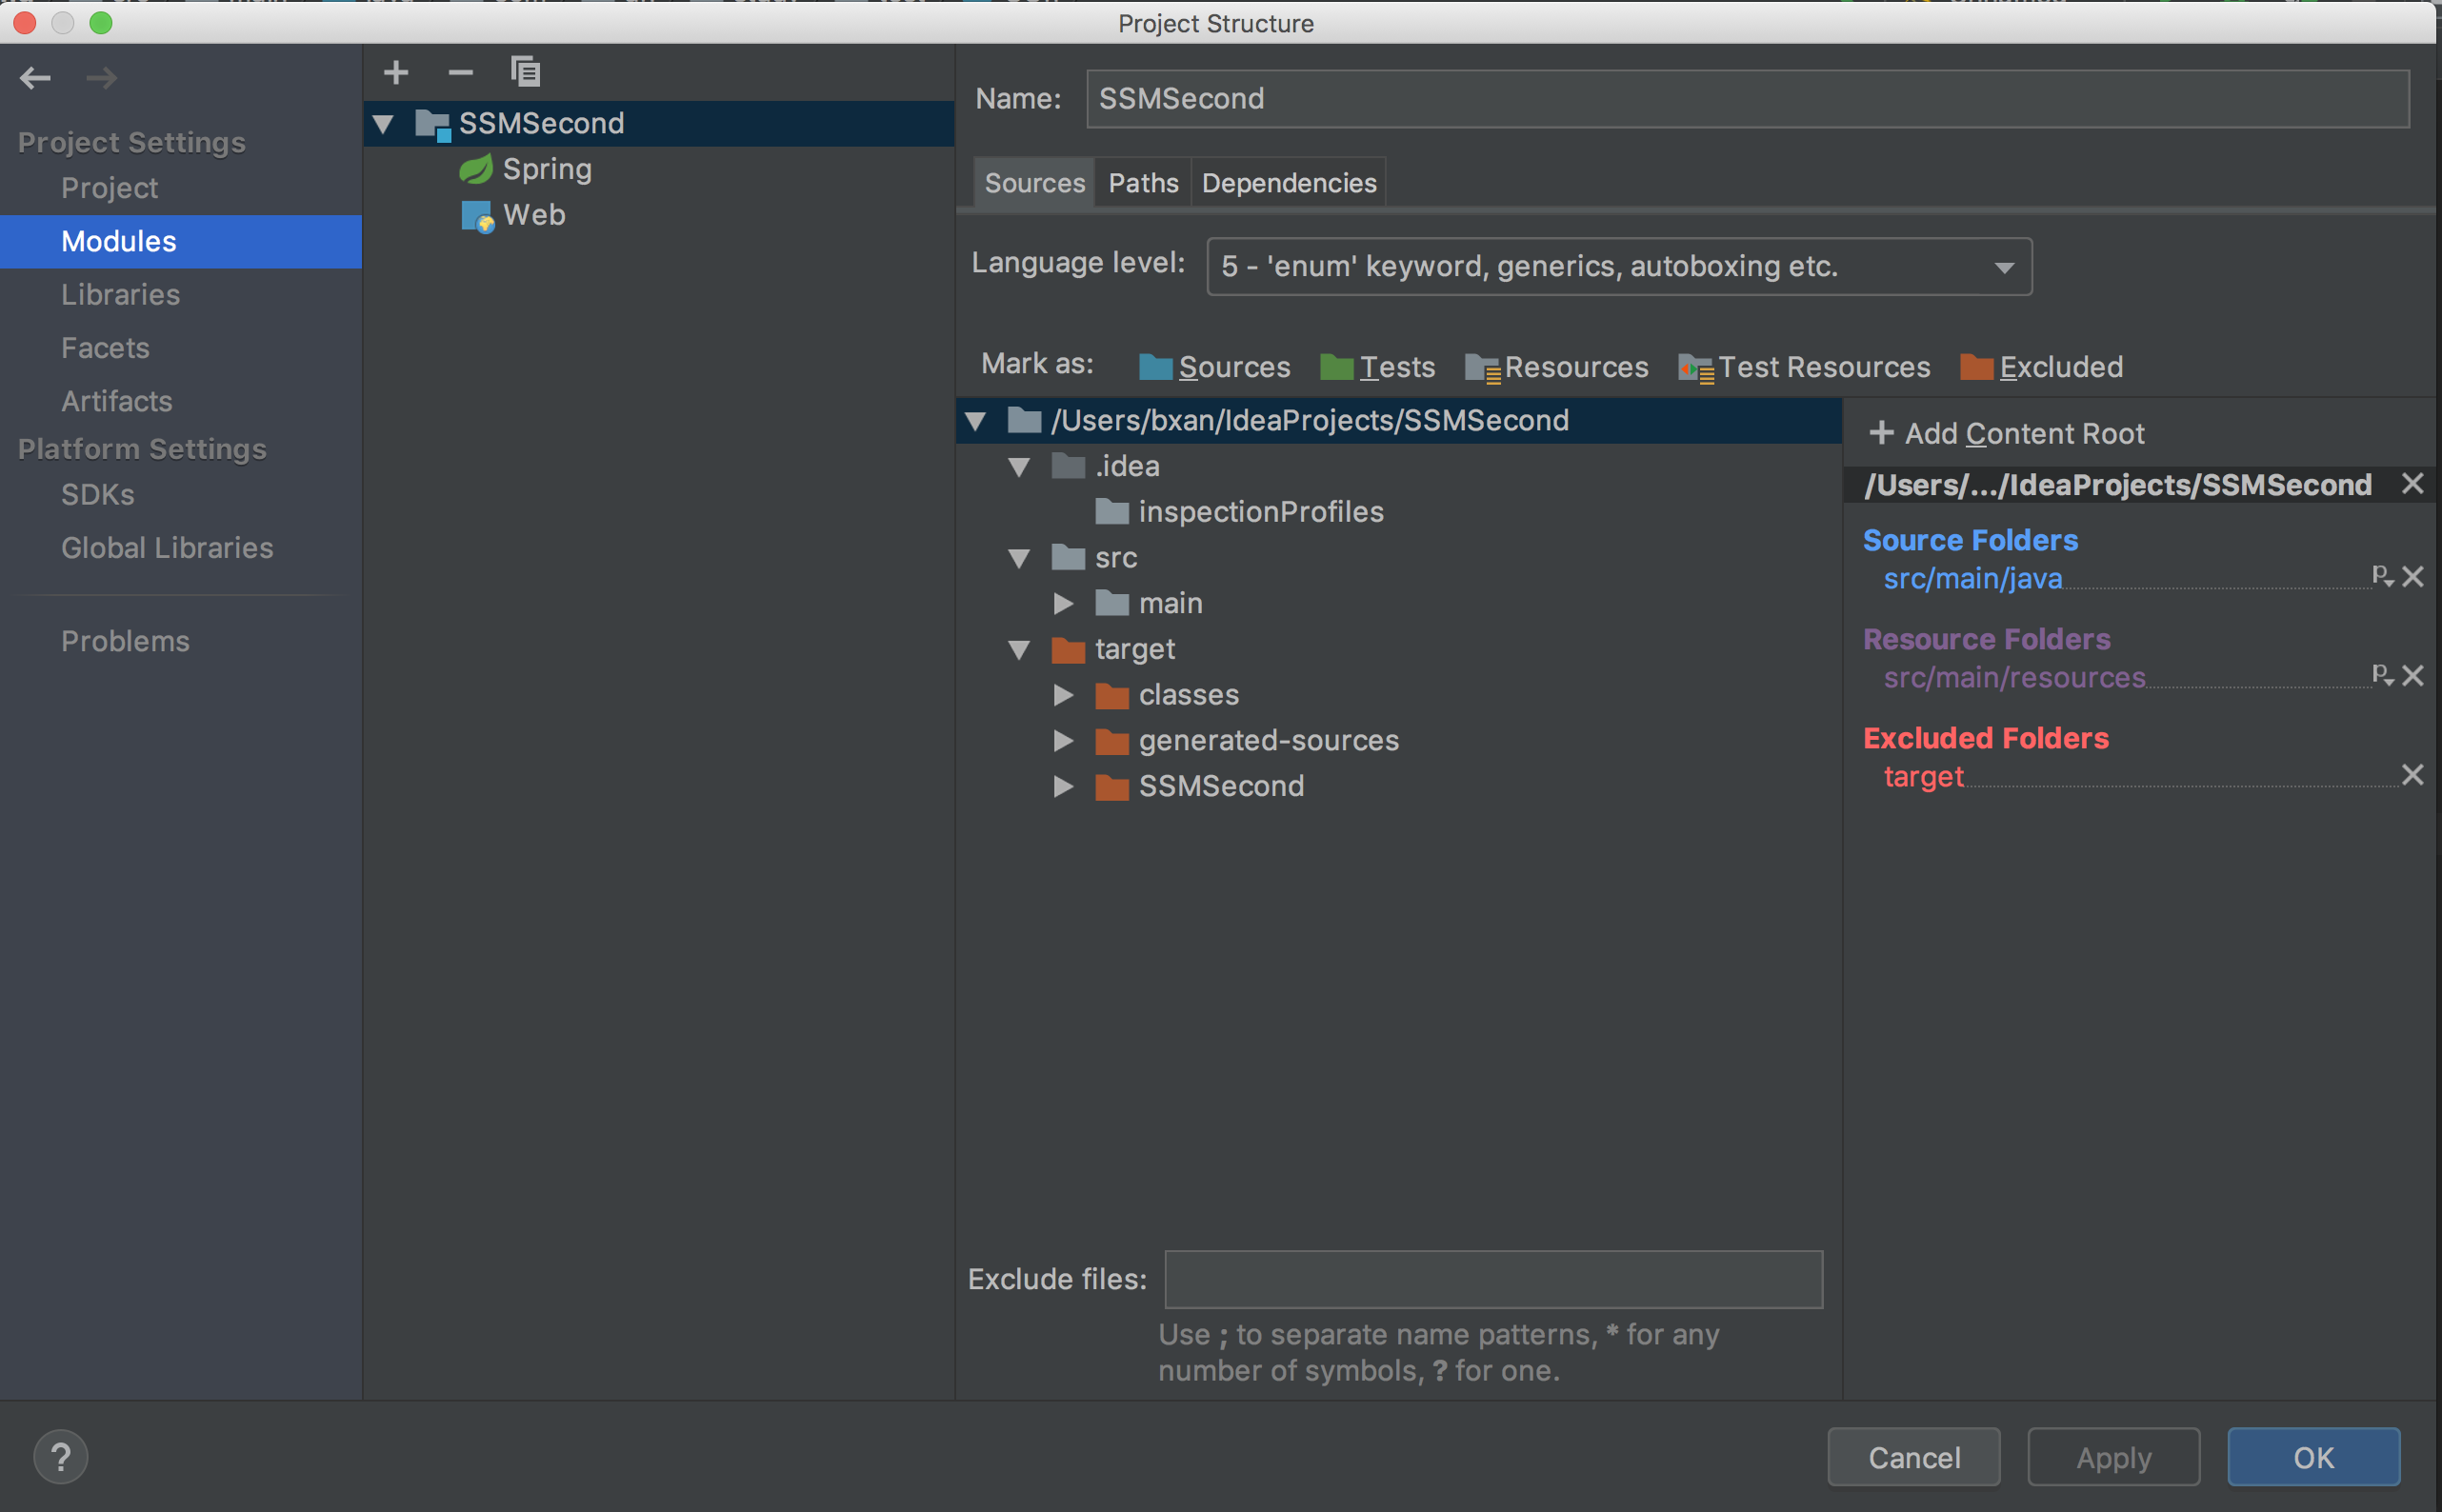 Project Structure
Project Settings
Project
Modules
Libraries
Facets
Artifacts
Platform Settings
SDKs
Global Libraries
Problems
SSMSecond
Spring
Web
Name: SSMSecond
Sources Paths Dependencies
Language level: 5 - 'enum' keyword, generics, autoboxing etc.
Mark as: Sources Tests Resources Test Resources Excluded
/Users/bxan/IdeaProjects/SSMSecond
.idea
inspectionProfiles
src
main
target
classes
generated-sources
SSMSecond
Add Content Root
/Users/.../IdeaProjects/SSMSecond
Source Folders
src/main/java
Resource Folders
src/main/resources
Excluded Folders
target
Exclude files:
Use ; to separate name patterns, * for any
number of symbols, ? for one.
? Cancel Apply OK